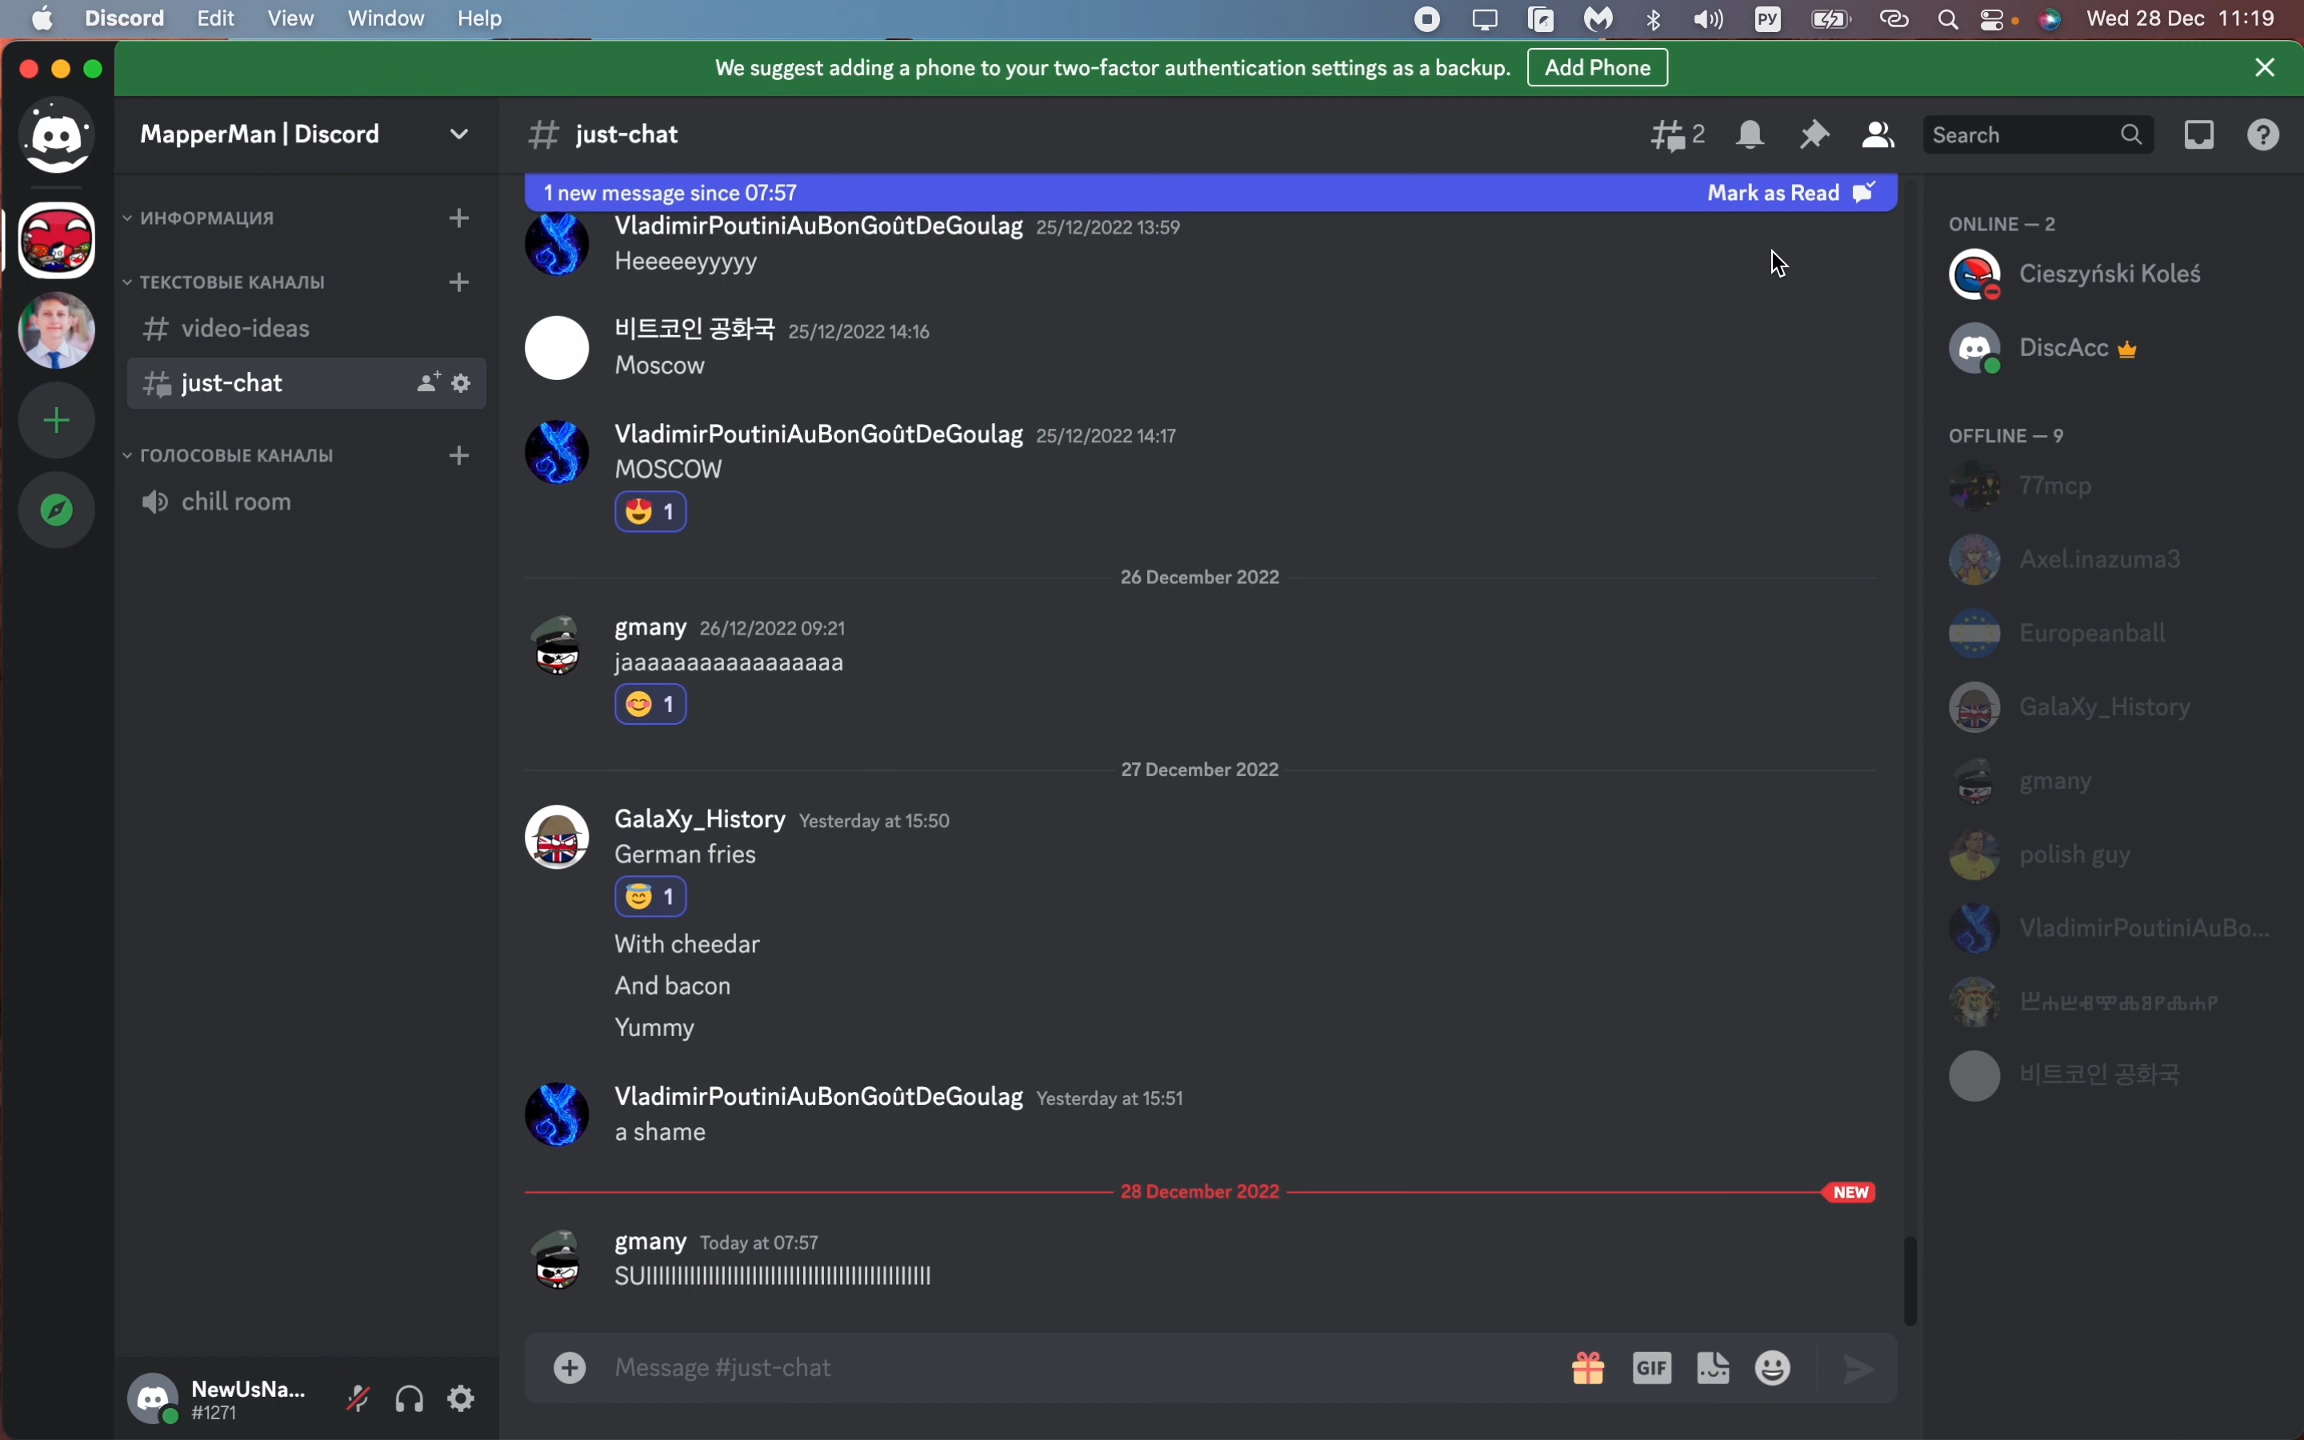 Discord Edit View Window Help РУ Wed 28 Dec 11:19
We suggest adding a phone to your two-factor authentication settings as a backup. Add Phone
MapperMan | Discord
just-chat
2
Search
ИНФОРМАЦИЯ
ТЕКСТОВЫЕ КАНАЛЫ
video-ideas
just-chat
ГОЛОСОВЫЕ КАНАЛЫ
chill room
NewUsNa...
#1271
1 new message since 07:57 Mark as Read
VladimirPoutiniAuBonGoûtDeGoulag 25/12/2022 13:59
Heeeeeyyyyy
비트코인 공화국 25/12/2022 14:16
Moscow
VladimirPoutiniAuBonGoûtDeGoulag 25/12/2022 14:17
MOSCOW
1
26 December 2022
gmany 26/12/2022 09:21
jaaaaaaaaaaaaaaaaa
1
27 December 2022
GalaXy_History Yesterday at 15:50
German fries
1
With cheedar
And bacon
Yummy
VladimirPoutiniAuBonGoûtDeGoulag Yesterday at 15:51
a shame
28 December 2022 NEW
gmany Today at 07:57
Message #just-chat
GIF
ONLINE — 2
Cieszyński Koleś
DiscAcc
OFFLINE — 9
77mcp
Axel.inazuma3
Europeanball
GalaXy_History
gmany
polish guy
VladimirPoutiniAuBo...
비트코인 공화국